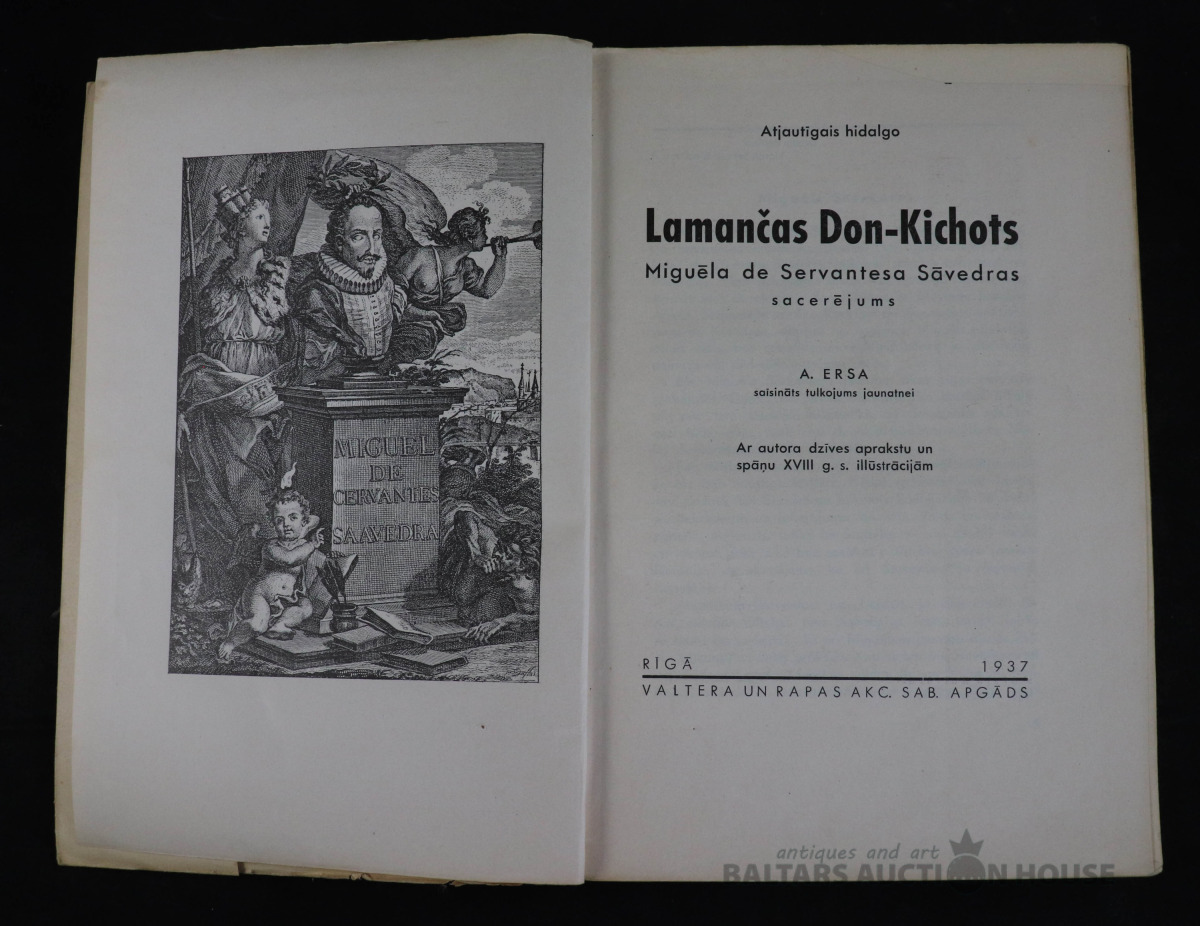 MIGUEL
DE
CERVANTES
SAAVEDRA
Atjautīgais hidalgo
Lamančas Don-Kichots
Miguēla de Servantesa Sāvedras
sacerējums
A. ERSA
saisināts tulkojums jaunatnei
Ar autora dzīves aprakstu un
spāņu XVIII g. s. illūstrācijām
RĪGĀ 1937
VALTERA UN RAPAS AKC. SAB. APGĀDS
antiques and art
BALTARS AUCTION HOUSE